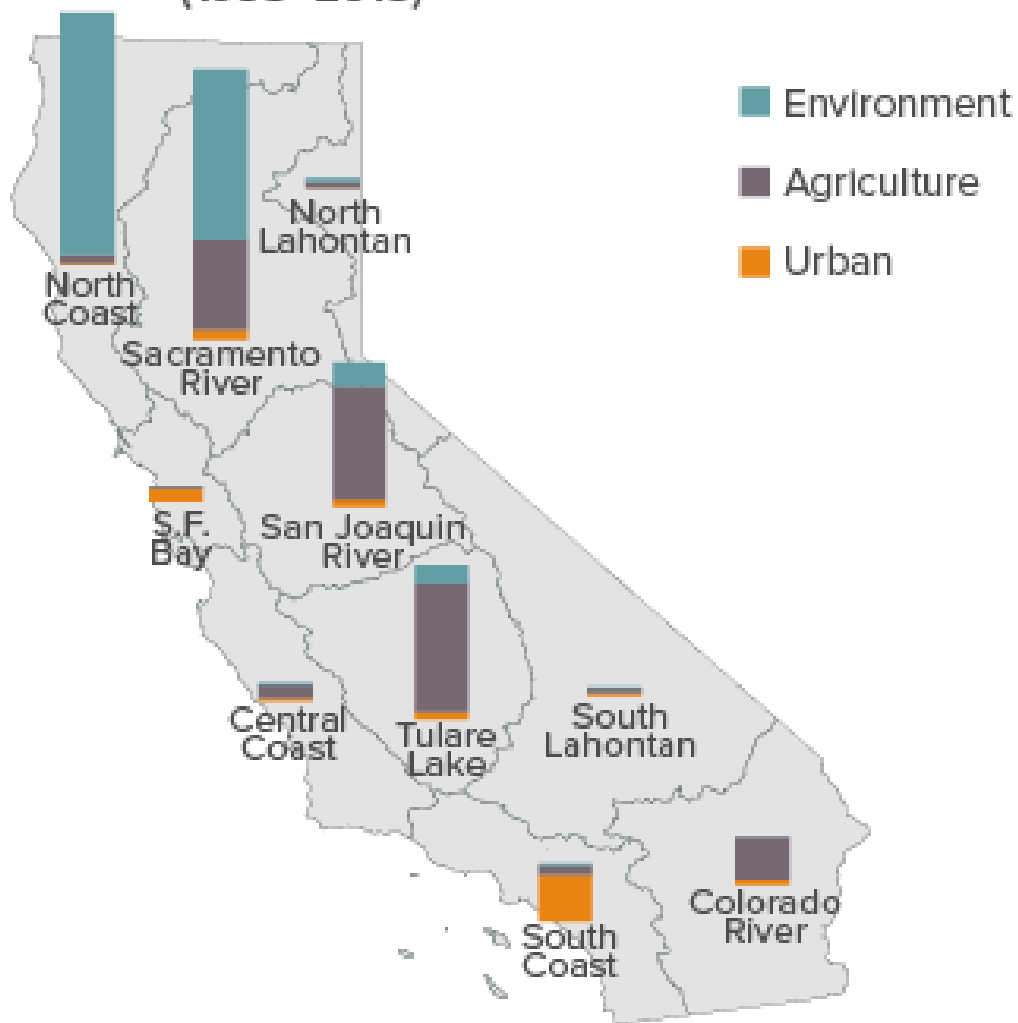 Environment
Agriculture
Urban
North
Lahontan
North
Coast
Sacramento
River
S.F.
Bay
San Joaquin
River
Central
Coast
Tulare
Lake
South
Lahontan
Colorado
River
South
Coast